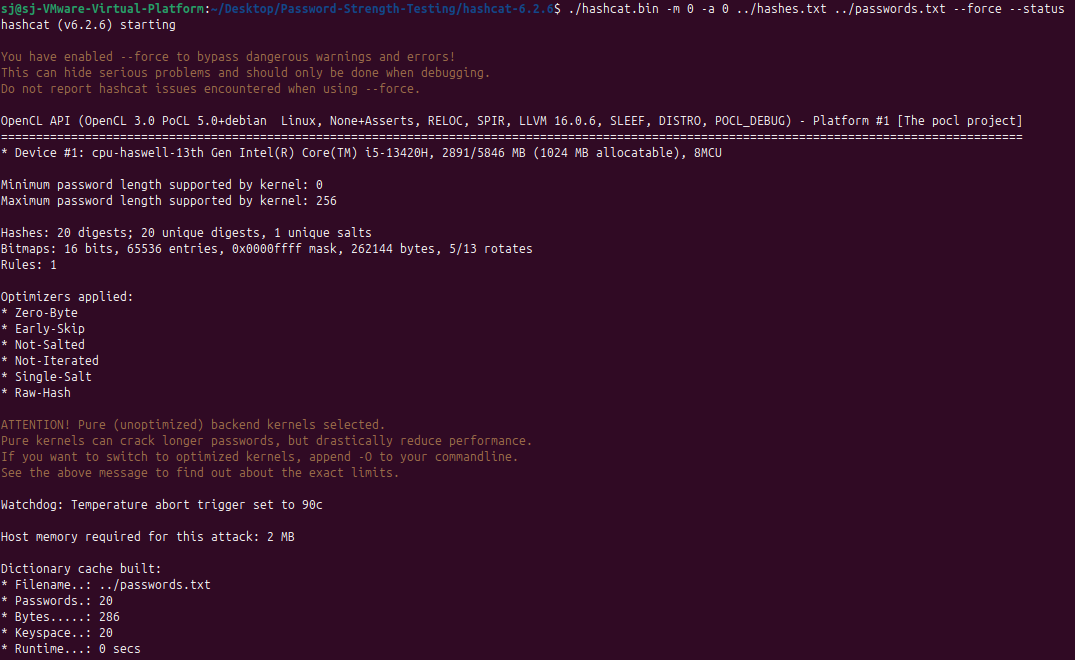 sj@sj-VMware-Virtual-Platform:~/Desktop/Password-Strength-Testing/hashcat-6.2.6$ ./hashcat.bin -m 0 -a 0 ../hashes.txt ../passwords.txt --force --status
hashcat (v6.2.6) starting
You have enabled --force to bypass dangerous warnings and errors!
This can hide serious problems and should only be done when debugging.
Do not report hashcat issues encountered when using --force.
OpenCL API (OpenCL 3.0 PoCL 5.0+debian  Linux, None+Asserts, RELOC, SPIR, LLVM 16.0.6, SLEEF, DISTRO, POCL_DEBUG) - Platform #1 [The pocl project]
==================================================================================================================================================
* Device #1: cpu-haswell-13th Gen Intel(R) Core(TM) i5-13420H, 2891/5846 MB (1024 MB allocatable), 8MCU
Minimum password length supported by kernel: 0
Maximum password length supported by kernel: 256
Hashes: 20 digests; 20 unique digests, 1 unique salts
Bitmaps: 16 bits, 65536 entries, 0x0000ffff mask, 262144 bytes, 5/13 rotates
Rules: 1
Optimizers applied:
* Zero-Byte
* Early-Skip
* Not-Salted
* Not-Iterated
* Single-Salt
* Raw-Hash
ATTENTION! Pure (unoptimized) backend kernels selected.
Pure kernels can crack longer passwords, but drastically reduce performance.
If you want to switch to optimized kernels, append -O to your commandline.
See the above message to find out about the exact limits.
Watchdog: Temperature abort trigger set to 90c
Host memory required for this attack: 2 MB
Dictionary cache built:
* Filename..: ../passwords.txt
* Passwords.: 20
* Bytes.....: 286
* Keyspace..: 20
* Runtime...: 0 secs